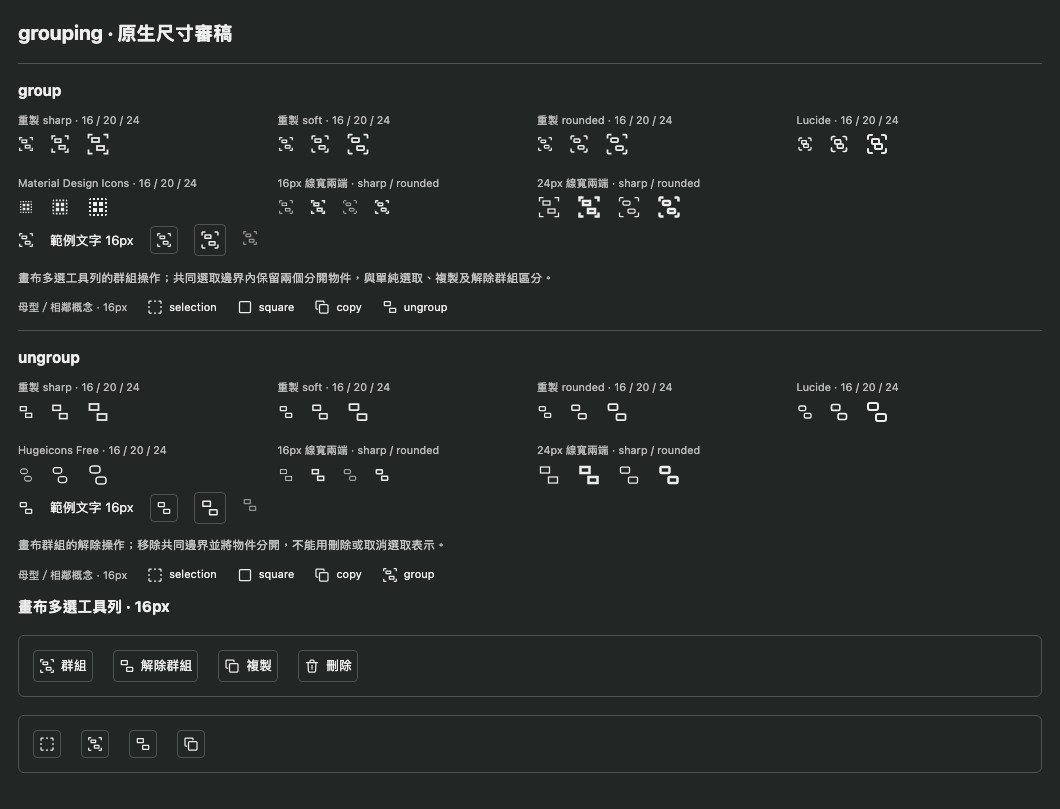 grouping · 原生尺寸審稿
group
重製 sharp · 16 / 20 / 24
重製 soft · 16 / 20 / 24
重製 rounded · 16 / 20 / 24
Lucide · 16 / 20 / 24
Material Design Icons · 16 / 20 / 24
16px 線寬兩端 · sharp / rounded
24px 線寬兩端 · sharp / rounded
範例文字 16px
畫布多選工具列的群組操作；共同選取邊界內保留兩個分開物件，與單純選取、複製及解除群組區分。
母型 / 相鄰概念 · 16px selection square copy ungroup
ungroup
重製 sharp · 16 / 20 / 24
重製 soft · 16 / 20 / 24
重製 rounded · 16 / 20 / 24
Lucide · 16 / 20 / 24
Hugeicons Free · 16 / 20 / 24
16px 線寬兩端 · sharp / rounded
24px 線寬兩端 · sharp / rounded
範例文字 16px
畫布群組的解除操作；移除共同邊界並將物件分開，不能用刪除或取消選取表示。
母型 / 相鄰概念 · 16px selection square copy group
畫布多選工具列 · 16px
群組 解除群組 複製 刪除